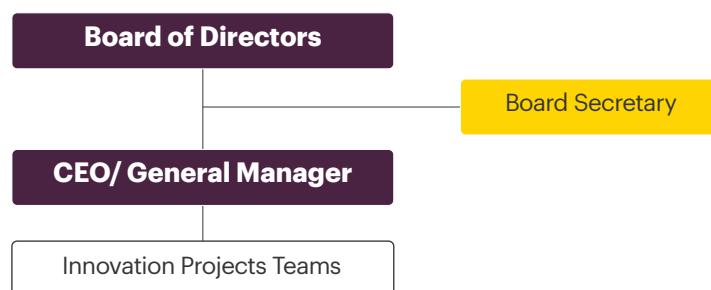 Board of Directors
Board Secretary
CEO/ General Manager
Innovation Projects Teams